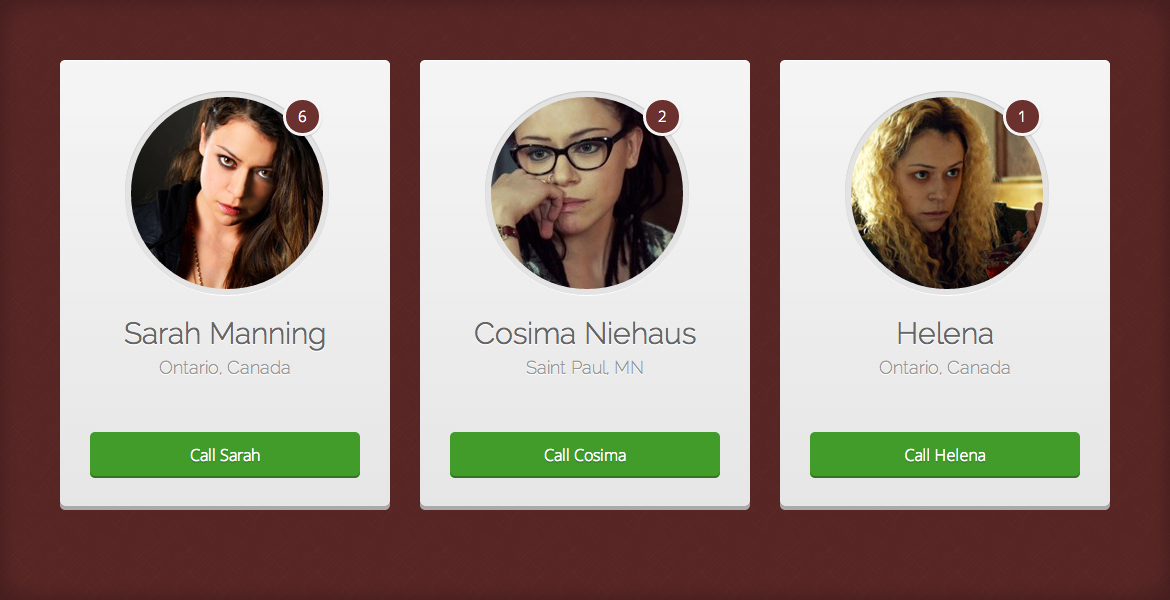 6
Sarah Manning
Ontario, Canada
Call Sarah
2
Cosima Niehaus
Saint Paul, MN
Call Cosima
1
Helena
Ontario, Canada
Call Helena